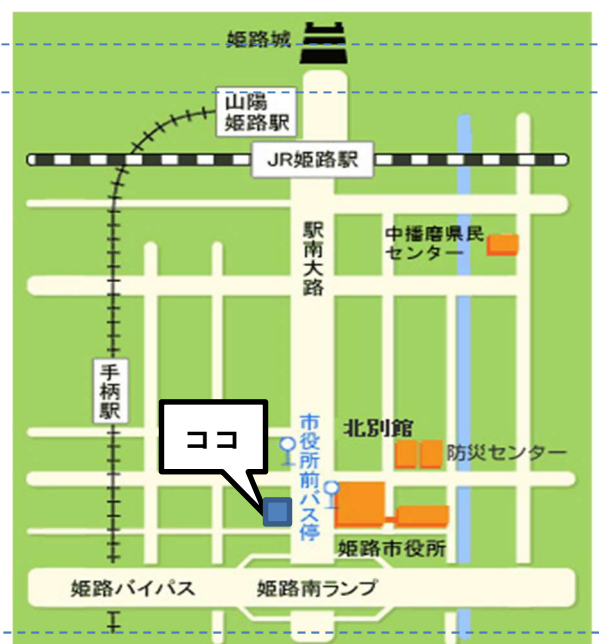 姫路城
山陽
姫路駅
JR姫路駅
駅南大路
中播磨県民
センター
手柄駅
ココ
市役所前バス停
北別館
防災センター
姫路市役所
姫路バイパス
姫路南ランプ